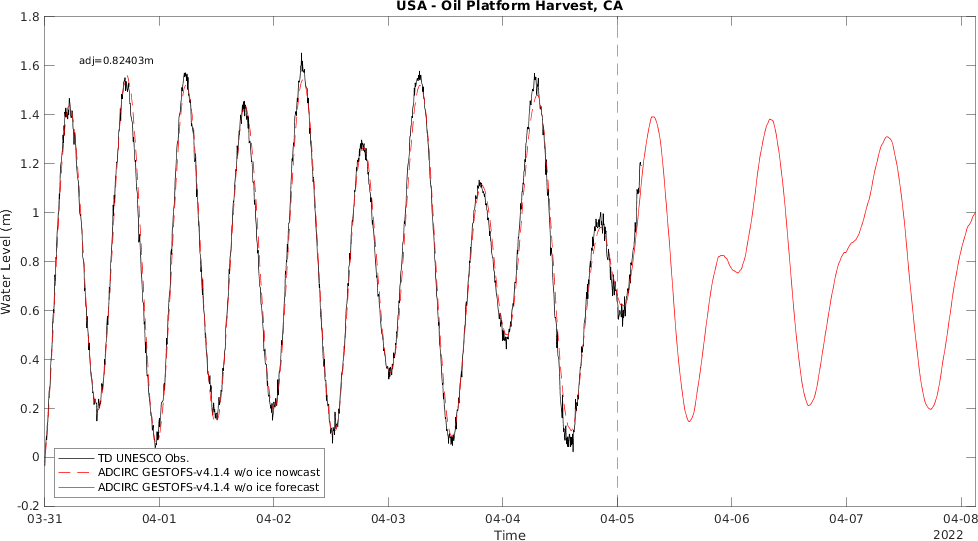 USA - Oil Platform Harvest, CA
adj=0.82403m
Water Level (m)
1.8
1.6
1.4
1.2
1
0.8
0.6
0.4
0.2
0
-0.2
TD UNESCO Obs.
ADCIRC GESTOFS-v4.1.4 w/o ice nowcast
ADCIRC GESTOFS-v4.1.4 w/o ice forecast
03-31 04-01 04-02 04-03 04-04 04-05 04-06 04-07 04-08
Time
2022